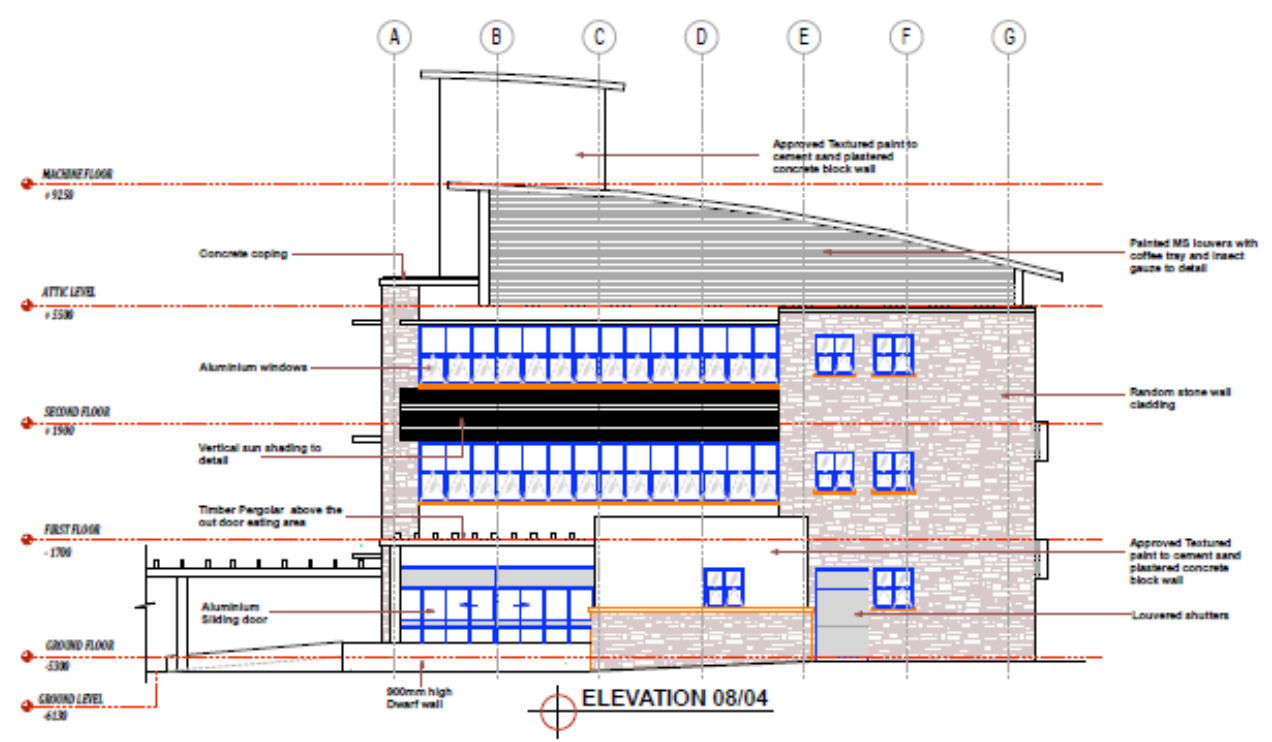 A B C D E F G
Approved Textured paint to
cement sand plastered
concrete block wall
MACHINE FLOOR
+ 9250
Concrete coping
Painted MS louvers with
coffee tray and insect
gauze to detail
ATTIC LEVEL
+ 5500
Aluminium windows
Random stone wall
cladding
SECOND FLOOR
+ 1900
Vertical sun shading to
detail
Timber Pergolar above the
out door eating area
FIRST FLOOR
- 1700
Approved Textured
paint to cement sand
plastered concrete
block wall
Aluminium
Sliding door
Louvered shutters
GROUND FLOOR
-5300
900mm high
Dwarf wall
ELEVATION 08/04
GROUND LEVEL
-6130